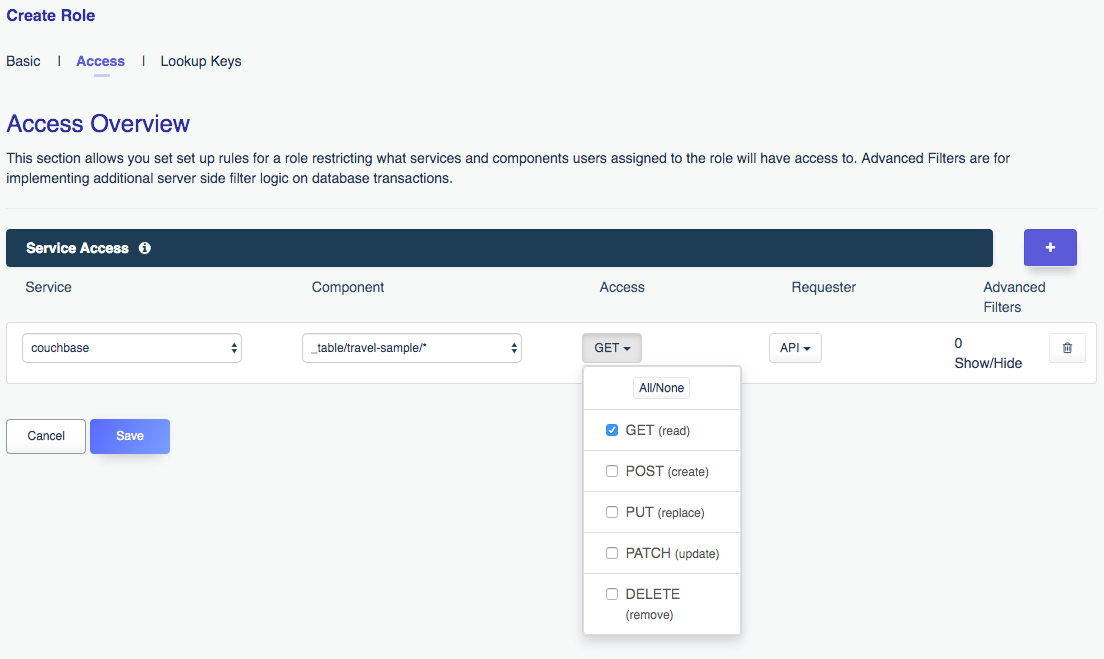 Create Role
Basic | Access | Lookup Keys
Access Overview
This section allows you set set up rules for a role restricting what services and components users assigned to the role will have access to. Advanced Filters are for
implementing additional server side filter logic on database transactions.
Service Access
+
Service Component Access Requester Advanced
Filters
couchbase _table/travel-sample/* GET API 0
Show/Hide
All/None
Cancel Save
GET (read)
POST (create)
PUT (replace)
PATCH (update)
DELETE
(remove)